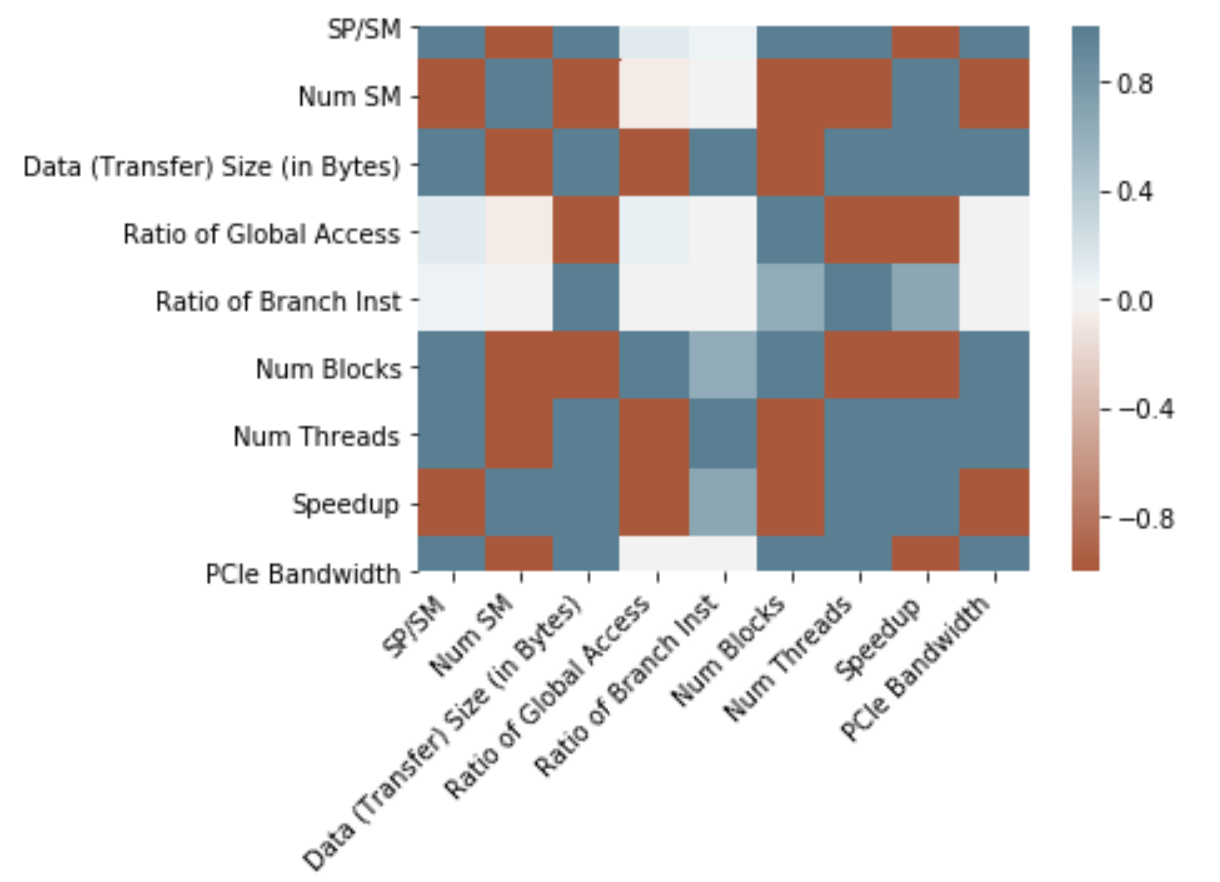 SP/SM
Num SM
Data (Transfer) Size (in Bytes)
Ratio of Global Access
Ratio of Branch Inst
Num Blocks
Num Threads
Speedup
PCIe Bandwidth
0.8
0.4
0.0
−0.4
−0.8
SP/SM
Num SM
Data (Transfer) Size (in Bytes)
Ratio of Global Access
Ratio of Branch Inst
Num Blocks
Num Threads
Speedup
PCIe Bandwidth